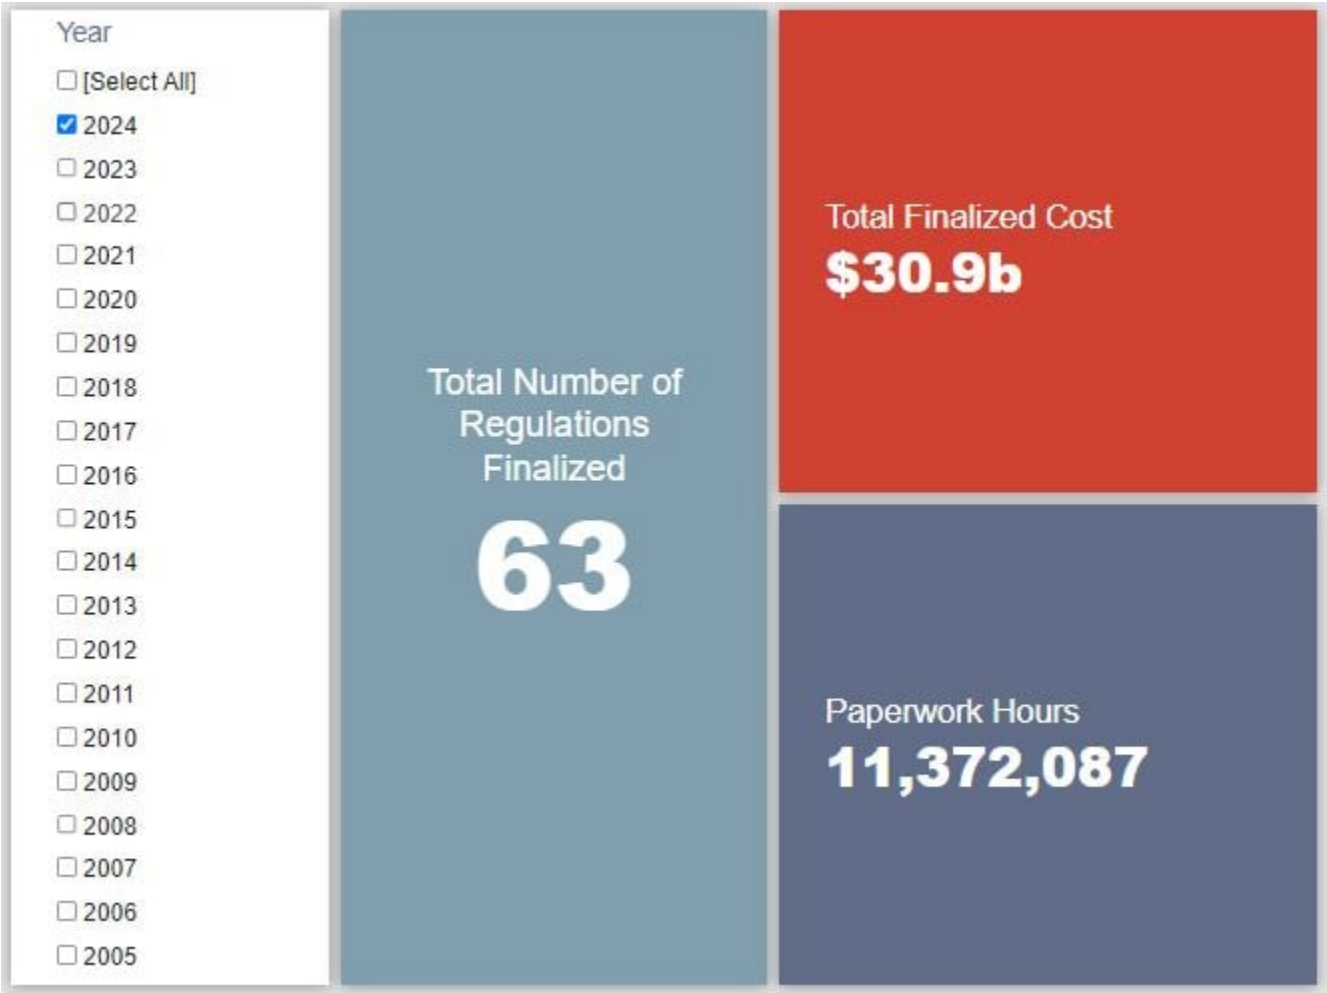 Year
[Select All]
2024
2023
2022
2021
2020
2019
2018
2017
2016
2015
2014
2013
2012
2011
2010
2009
2008
2007
2006
2005
Total Number of
Regulations
Finalized
63
Total Finalized Cost
$30.9b
Paperwork Hours
11,372,087